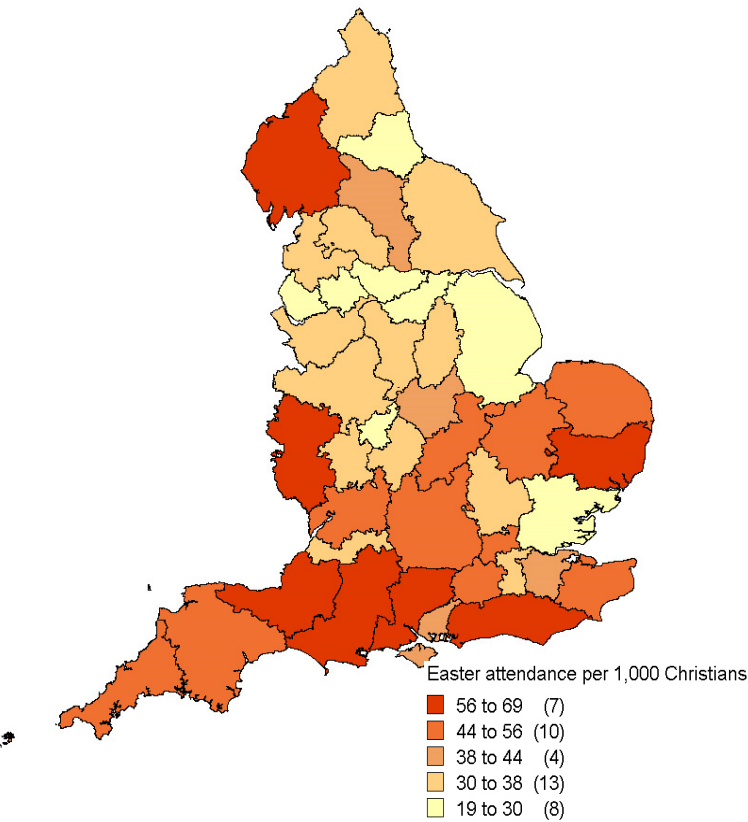 Easter attendance per 1,000 Christians
56 to 69 (7)
44 to 56 (10)
38 to 44 (4)
30 to 38 (13)
19 to 30 (8)